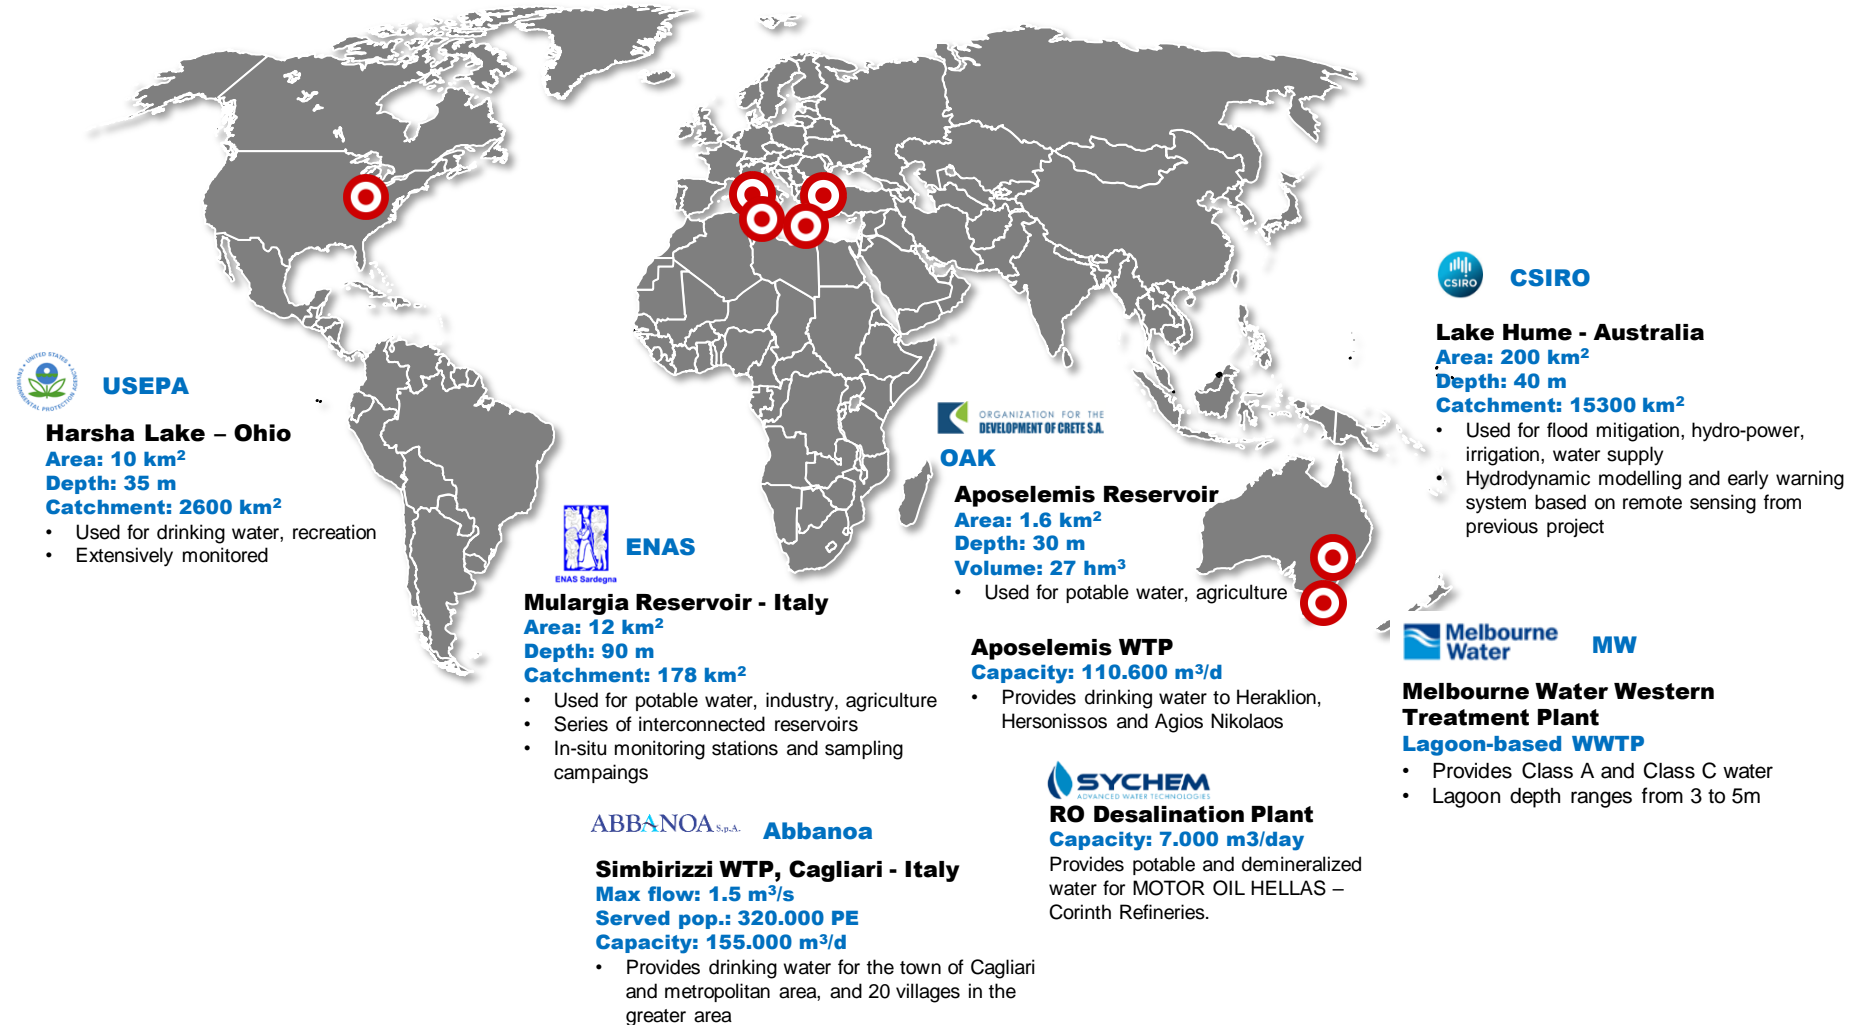 UNITED STATES
ENVIRONMENTAL PROTECTION AGENCY
USEPA
Harsha Lake – Ohio
Area: 10 km²
Depth: 35 m
Catchment: 2600 km²
• Used for drinking water, recreation
• Extensively monitored
ENAS Sardegna
ENAS
Mulargia Reservoir - Italy
Area: 12 km²
Depth: 90 m
Catchment: 178 km²
• Used for potable water, industry, agriculture
• Series of interconnected reservoirs
• In-situ monitoring stations and sampling
campaings
ABBANOA S.p.A.
Abbanoa
Simbirizzi WTP, Cagliari - Italy
Max flow: 1.5 m³/s
Served pop.: 320.000 PE
Capacity: 155.000 m³/d
• Provides drinking water for the town of Cagliari
and metropolitan area, and 20 villages in the
greater area
ORGANIZATION FOR THE
DEVELOPMENT OF CRETE S.A.
OAK
Aposelemis Reservoir
Area: 1.6 km²
Depth: 30 m
Volume: 27 hm³
• Used for potable water, agriculture
Aposelemis WTP
Capacity: 110.600 m³/d
• Provides drinking water to Heraklion,
Hersonissos and Agios Nikolaos
SYCHEM
ADVANCED WATER TECHNOLOGIES
RO Desalination Plant
Capacity: 7.000 m3/day
Provides potable and demineralized
water for MOTOR OIL HELLAS –
Corinth Refineries.
CSIRO
CSIRO
Lake Hume - Australia
Area: 200 km²
Depth: 40 m
Catchment: 15300 km²
• Used for flood mitigation, hydro-power,
irrigation, water supply
• Hydrodynamic modelling and early warning
system based on remote sensing from
previous project
Melbourne
Water
MW
Melbourne Water Western
Treatment Plant
Lagoon-based WWTP
• Provides Class A and Class C water
• Lagoon depth ranges from 3 to 5m